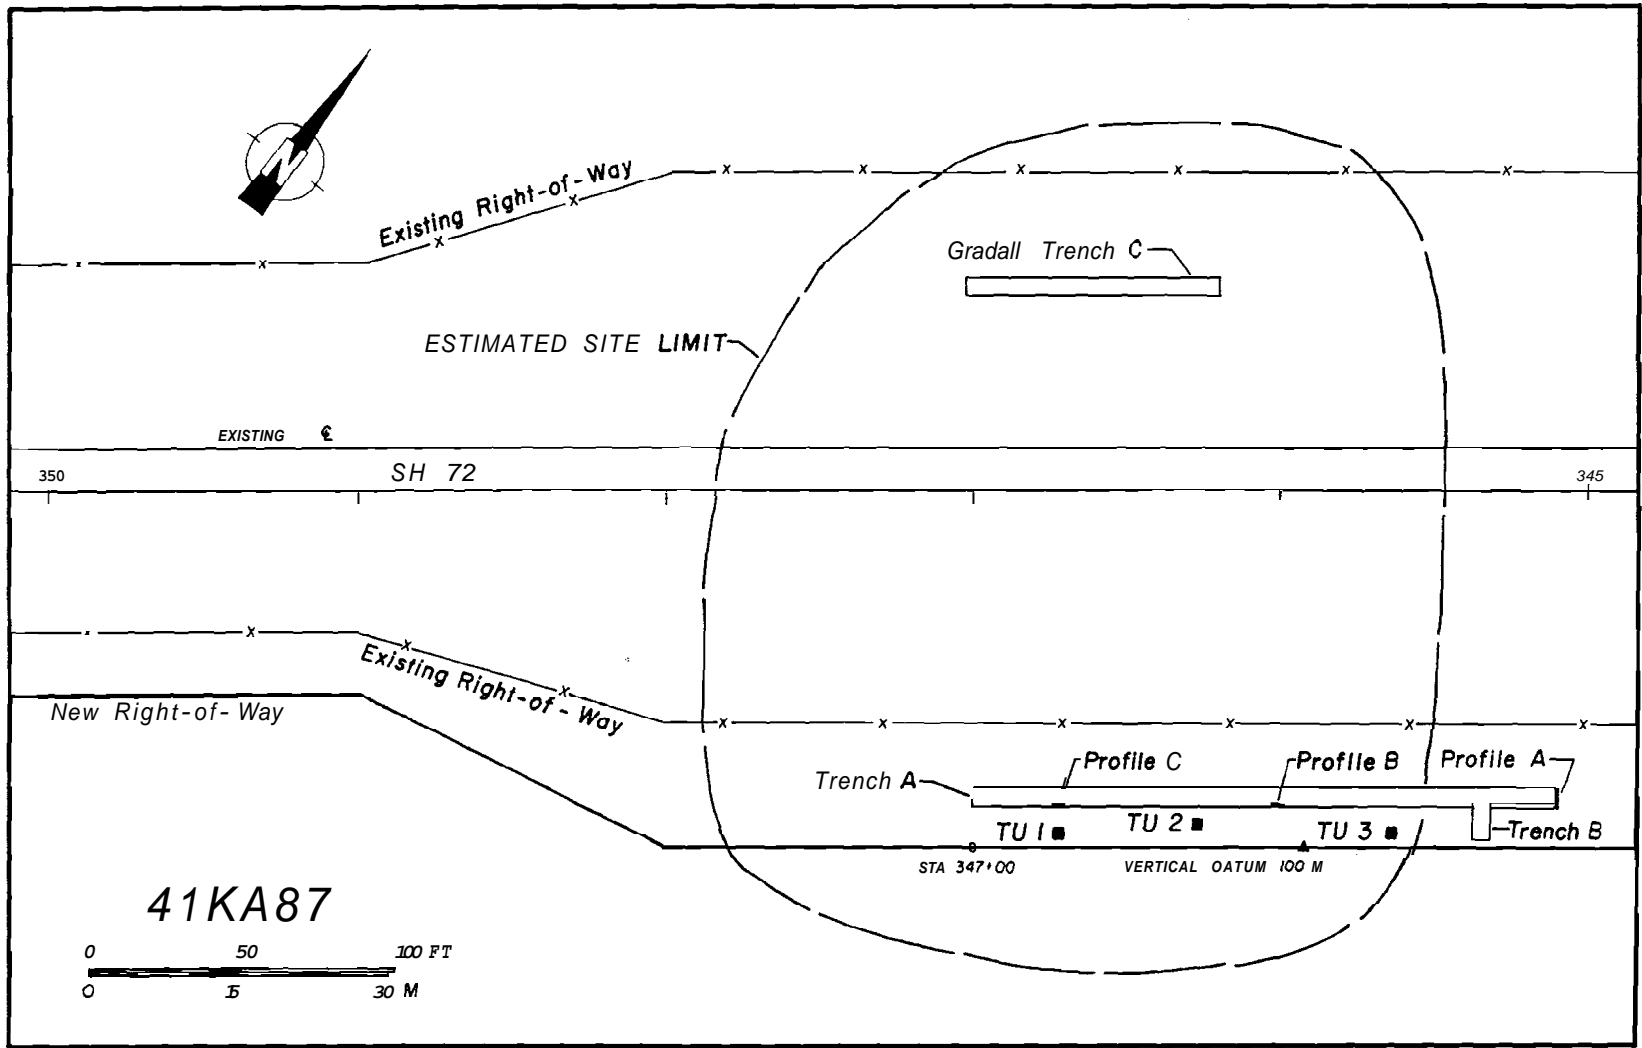 N
Existing Right-of-Way
Gradall Trench C
ESTIMATED SITE LIMIT
EXISTING ℄
350
SH 72
345
Existing Right-of-Way
New Right-of-Way
Profile C
Profile B
Profile A
Trench A
TU 1
TU 2
TU 3
Trench B
STA 347+00
VERTICAL OATUM 100 M
41KA87
0 50 100 FT
0 15 30 M